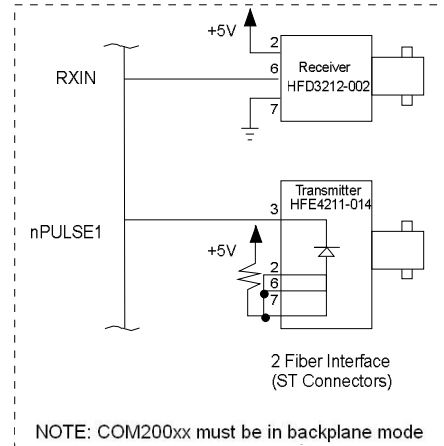 +5V
2
Receiver
6
RXIN
HFD3212-002
7
Transmitter
HFE4211-014
3
nPULSE1
+5V
2
6
7
2 Fiber Interface
(ST Connectors)
NOTE: COM200xx must be in backplane mode